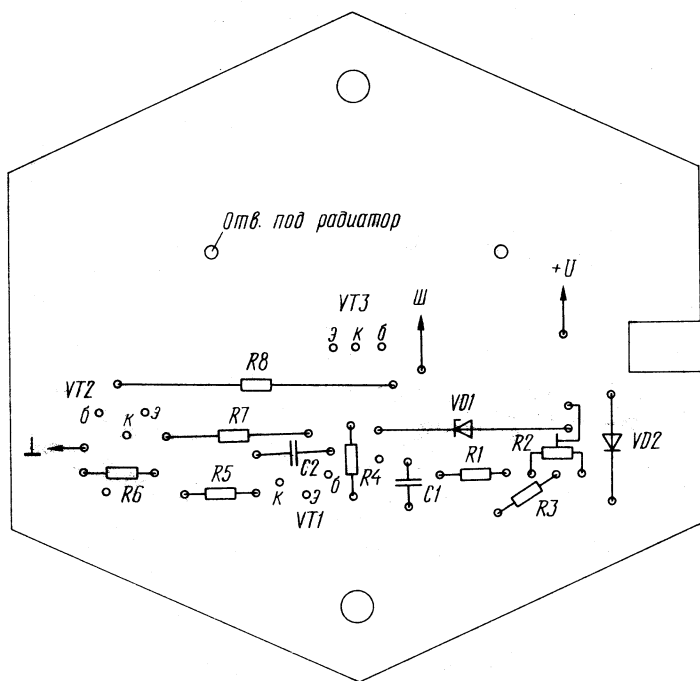 Отв. под радиатор
+U
Ш
VT3
э к б
R8
VT2
б к э
R7
VD1
R2
VD2
C2
R4
R1
R6
R5
к э б
C1
R3
VT1